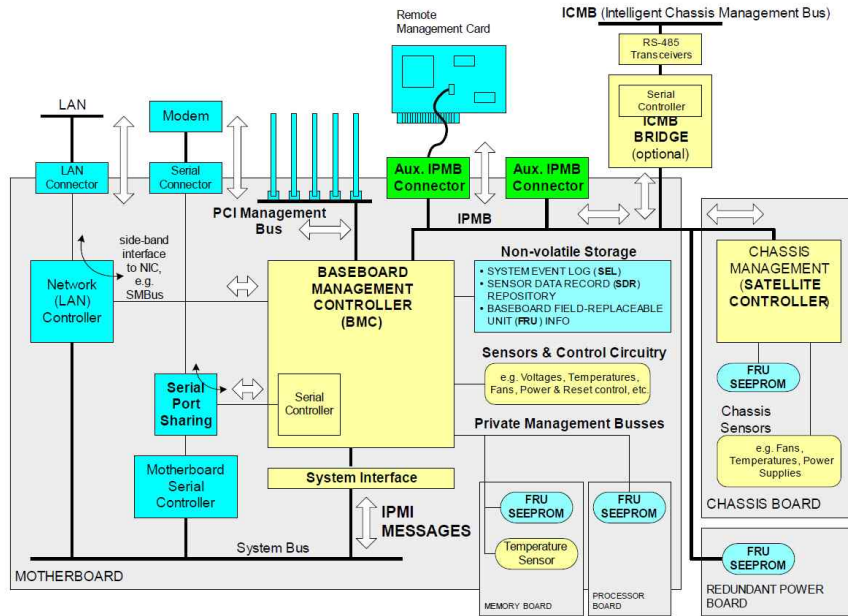 Remote
Management Card
ICMB (Intelligent Chassis Management Bus)
RS-485
Transceivers
Serial
Controller
ICMB
BRIDGE
(optional)
LAN
Modem
LAN
Connector
Serial
Connector
Aux. IPMB
Connector
Aux. IPMB
Connector
PCI Management
Bus
IPMB
side-band
interface
to NIC,
e.g.
SMBus
Network
(LAN)
Controller
BASEBOARD
MANAGEMENT
CONTROLLER
(BMC)
Non-volatile Storage
• SYSTEM EVENT LOG (SEL)
• SENSOR DATA RECORD (SDR)
REPOSITORY
• BASEBOARD FIELD-REPLACEABLE
UNIT (FRU) INFO
CHASSIS
MANAGEMENT
(SATELLITE
CONTROLLER)
Sensors & Control Circuitry
e.g. Voltages, Temperatures,
Fans, Power & Reset control, etc.
FRU
SEEPROM
Serial
Port
Sharing
Serial
Controller
Private Management Busses
Chassis
Sensors
e.g. Fans,
Temperatures, Power
Supplies
Motherboard
Serial
Controller
System Interface
CHASSIS BOARD
IPMI
MESSAGES
FRU
SEEPROM
FRU
SEEPROM
System Bus
Temperature
Sensor
FRU
SEEPROM
MOTHERBOARD
MEMORY BOARD
PROCESSOR
BOARD
REDUNDANT POWER
BOARD